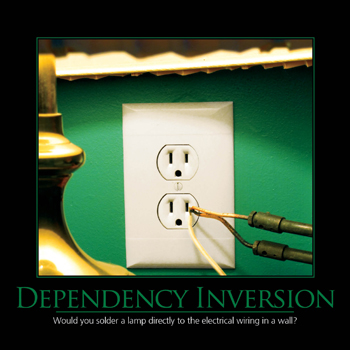 DEPENDENCY INVERSION
Would you solder a lamp directly to the electrical wiring in a wall?